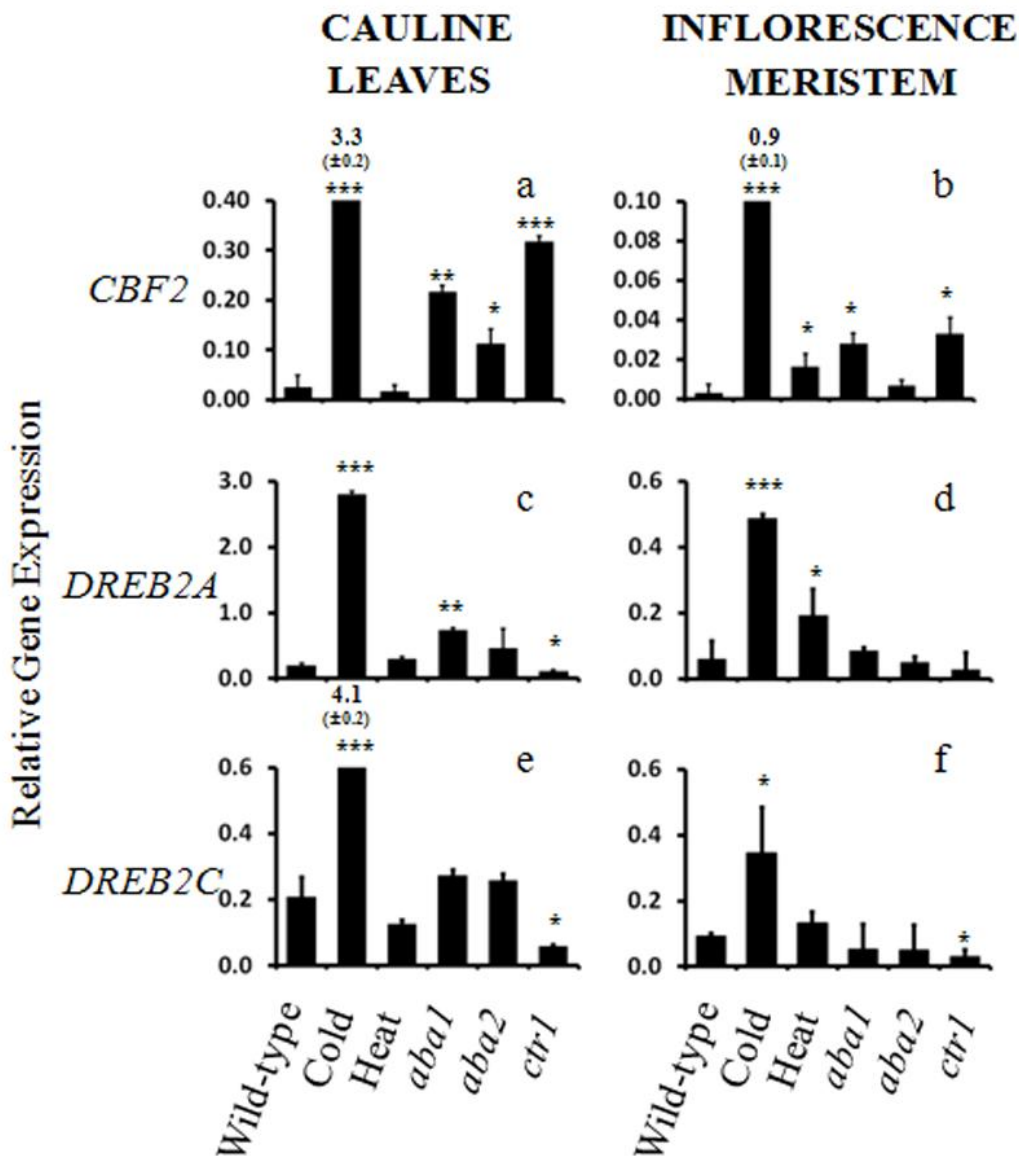 CAULINE INFLORESCENCE
LEAVES MERISTEM
3.3 0.9
(±0.2) (±0.1)
*** a *** b
0.40 *** 0.10
0.30 ** 0.08
CBF2 * 0.06
0.20 * * *
0.10 0.04
0.02
0.00 0.00
Relative Gene Expression
3.0 *** c 0.6 *** d
2.0 0.4 *
DREB2A ** 0.2
1.0 *
0.0 0.0
4.1
(±0.2)
*** e f
0.6 0.6 *
0.4 0.4
DREB2C
0.2 * 0.2 *
0.0 0.0
Wild-type Cold Heat aba1 aba2 ctr1 Wild-type Cold Heat aba1 aba2 ctr1